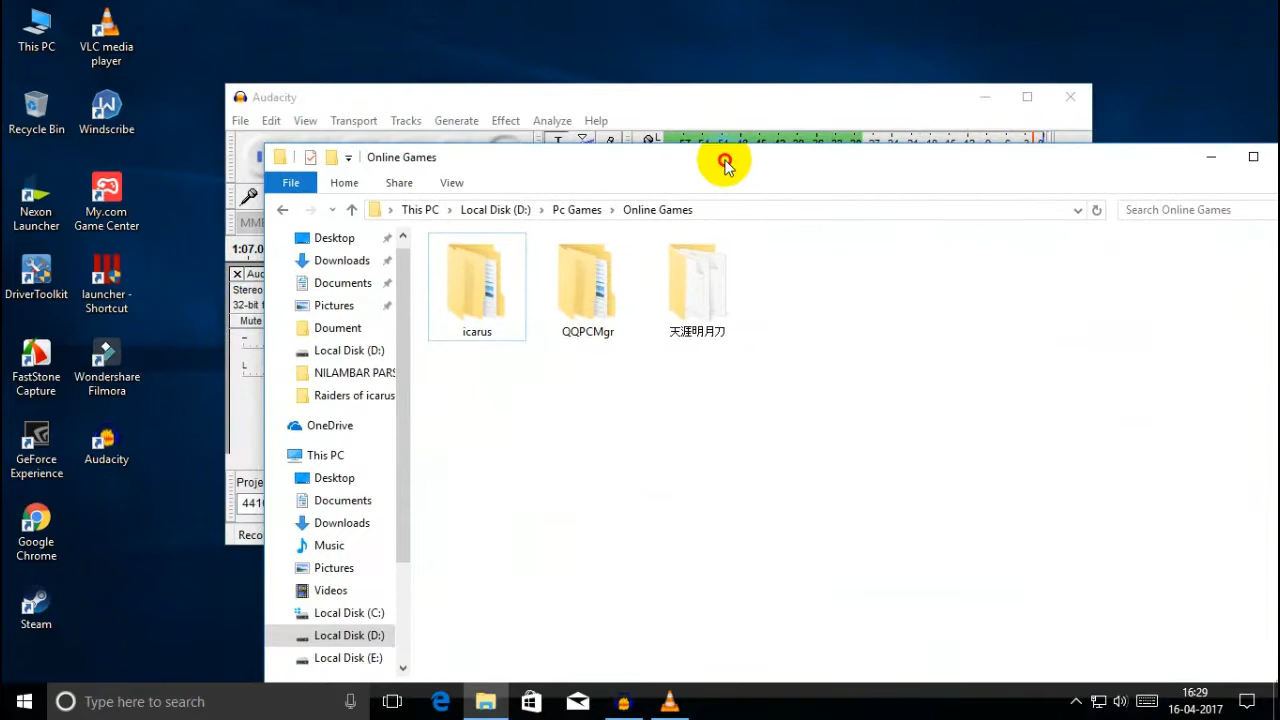 This PC
VLC media
player
Recycle Bin
Windscribe
Nexon
Launcher
My.com
Game Center
DriverToolkit
launcher -
Shortcut
FastStone
Capture
Wondershare
Filmora
GeForce
Experience
Audacity
Google
Chrome
Steam
Audacity
File Edit View Transport Tracks Generate Effect Analyze Help
1:07.0
Stereo
32-bit
Mute
L
Proje
4410
Reco
Online Games
File Home Share View
This PC > Local Disk (D:) > Pc Games > Online Games
Search Online Games
Desktop
Downloads
Documents
Pictures
Doument
Local Disk (D:)
NILAMBAR PARS
Raiders of icarus
OneDrive
This PC
Desktop
Documents
Downloads
Music
Pictures
Videos
Local Disk (C:)
Local Disk (D:)
Local Disk (E:)
icarus
QQPCMgr
天涯明月刀
Type here to search
16:29
16-04-2017